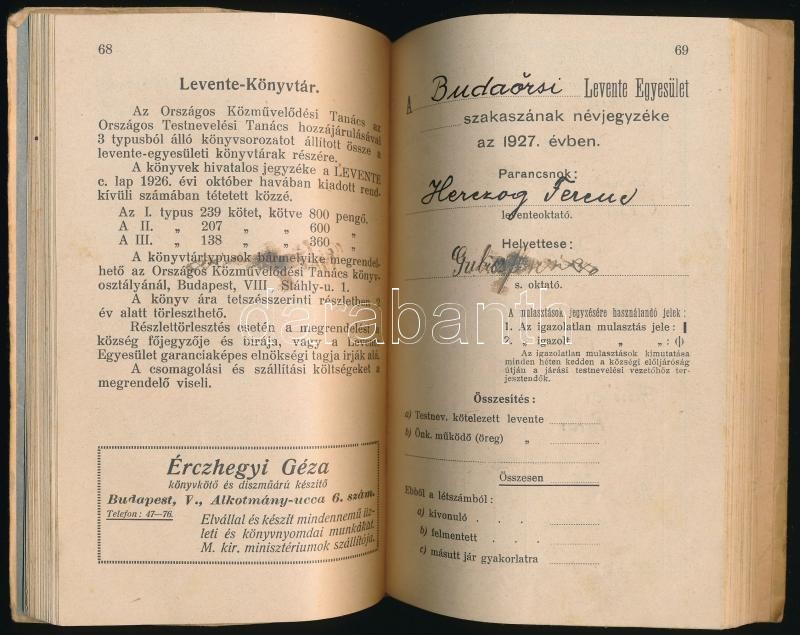 68
Levente-Könyvtár.
Az Országos Közművelődési Tanács az
Országos Testnevelési Tanács hozzájárulásával
3 typusból álló könyvsorozatot állított össze a
levente-egyesületi könyvtárak részére.
A könyvek hivatalos jegyzéke a LEVENTE
c. lap 1926. évi október havában kiadott rend-
kívüli számában tétetett közzé.
Az I. typus 239 kötet, kötve 800 pengő.
A II. „ 207 „ „ 600 „
A III. „ 138 „ „ 360 „
A könyvtártypusok bármelyike megrendel-
hető az Országos Közművelődési Tanács köny-
osztályánál, Budapest, VIII., Stáhly-u. 1.
A könyv ára tetszésszerinti részletben 2
év alatt törleszthető.
Részlettörlesztés esetén a megrendelést a
község főjegyzője és birája, vagy a Levente
Egyesület garanciaképes elnökségi tagja irják alá.
A csomagolási és szállítási költségeket a
megrendelő viseli.
Érczhegyi Géza
könyvkötő és diszműárú készitő
Budapest, V., Alkotmány-ucca 6. szám.
Telefon: 47—76.
Elvállal és készit mindennemű üz-
leti és könyvnyomdai munkákat.
M. kir. minisztériumok szállítója.
69
A Budaörsi Levente Egyesület
szakaszának névjegyzéke
az 1927. évben.
Parancsnok:
Herczog Ferenc
leventeoktató.
Helyettese:
s. oktató.
A mulasztások jegyzésére használandó jelek:
1. Az igazolatlan mulasztás jele: |
2. „ igazolt „ „ : (|)
Az igazolatlan mulasztások kimutatása
minden héten kedden a községi előljáróság
útján a járási testnevelési vezetőhöz ter-
jesztendők.
Összesítés:
a) Testnev. kötelezett levente
b) Önk. működő (öreg) „
Összesen
Ebből a létszámból:
a) kivonuló . . .
b) felmentett . . .
c) másutt jár gyakorlatra
darabanth